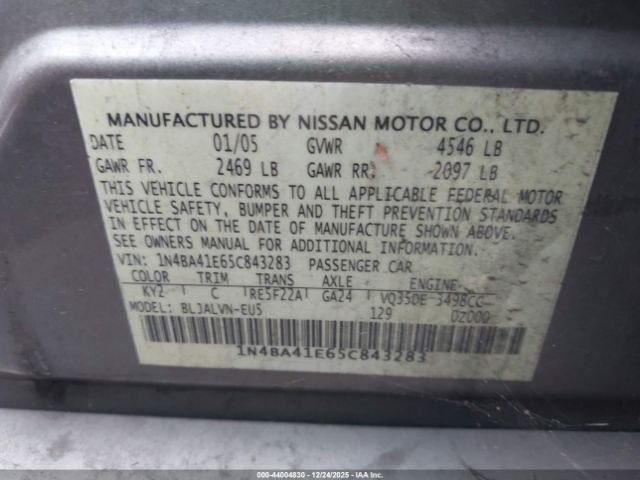 MANUFACTURED BY NISSAN MOTOR CO., LTD.
DATE 01/05 GVWR 4546 LB
GAWR FR. 2469 LB GAWR RR. 2097 LB
THIS VEHICLE CONFORMS TO ALL APPLICABLE FEDERAL MOTOR
VEHICLE SAFETY, BUMPER AND THEFT PREVENTION STANDARDS
IN EFFECT ON THE DATE OF MANUFACTURE SHOWN ABOVE.
SEE OWNERS MANUAL FOR ADDITIONAL INFORMATION.
VIN: 1N4BA41E65C843283 PASSENGER CAR
COLOR TRIM TRANS AXLE ENGINE
KY2 C RE5F22A GA24 VQ35DE 3498CC
MODEL: BLJALVN-EU5 129 DZ000
1N4BA41E65C843283
000-44004830 - 12/24/2025 - IAAI.COM